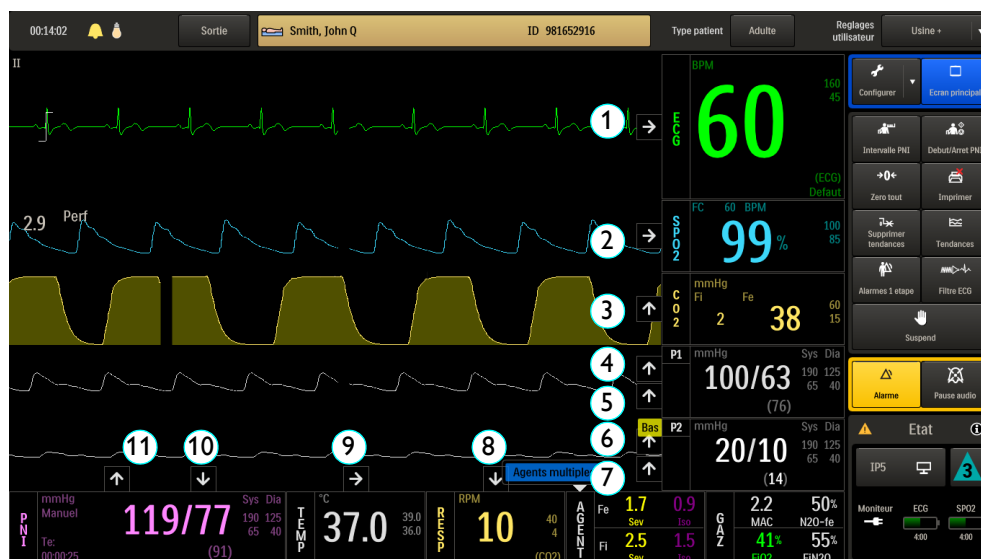 00:14:02
Sortie
Smith, John Q
ID 981652916
Type patient
Adulte
Reglages
utilisateur
Usine +
II
1
ECG
BPM
60
160
45
(ECG)
Defaut
2.9 Perf
2
SPO2
FC 60 BPM
99%
100
85
3
CO2
mmHg
Fi Fe
2 38
60
15
4
5
P1 mmHg
Sys Dia
100/63
190 125
65 40
(76)
6
Bas
P2 mmHg
Sys Dia
20/10
190 125
65 40
(14)
11
10
9
8
7
Agents multiple
PNI
mmHg
Manuel
Te:
00:00:25
119/77
(91)
Sys Dia
190 125
65 40
TEMP
°C
37.0
39.0
36.0
RESP
RPM
10
40
4
(CO2)
AGENT
Fe 1.7 0.9
Sev Iso
Fi 2.5 1.5
Sev Iso
GAZ
2.2 50%
MAC N2O-fe
41% 55%
FiO2 FiN2O
Configurer
Ecran principal
Intervalle PNI
Debut/Arret PNI
→0←
Zero tout
Imprimer
Supprimer
tendances
Tendances
Alarmes 1 etape
Filtre ECG
Suspend
Alarme
Pause audio
Etat
IP5
3
Moniteur ECG SPO2
4:00 4:00